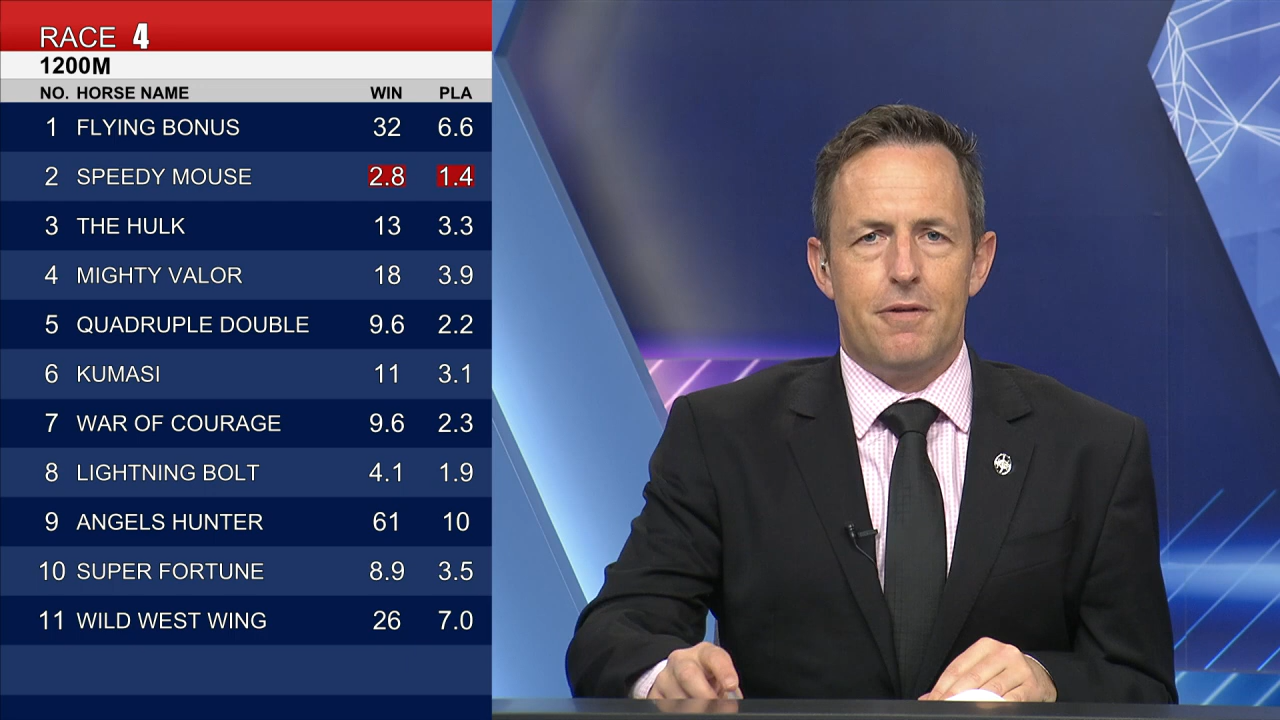 RACE 4
1200M
NO. HORSE NAME WIN PLA
1 FLYING BONUS 32 6.6
2 SPEEDY MOUSE 2.8 1.4
3 THE HULK 13 3.3
4 MIGHTY VALOR 18 3.9
5 QUADRUPLE DOUBLE 9.6 2.2
6 KUMASI 11 3.1
7 WAR OF COURAGE 9.6 2.3
8 LIGHTNING BOLT 4.1 1.9
9 ANGELS HUNTER 61 10
10 SUPER FORTUNE 8.9 3.5
11 WILD WEST WING 26 7.0